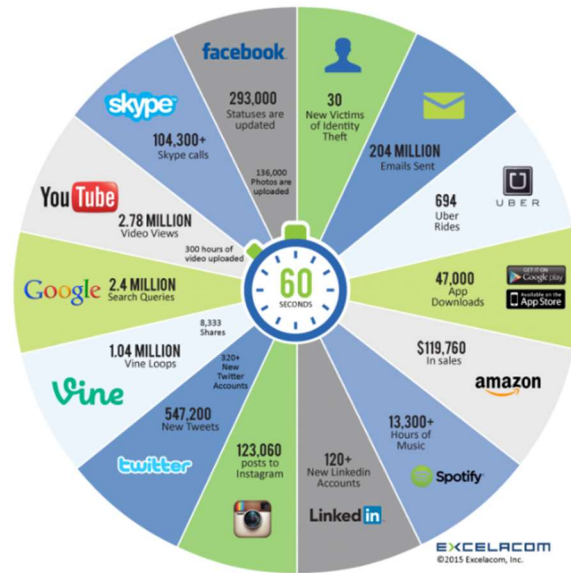 facebook
293,000
Statuses are
updated
136,000
Photos are
uploaded
30
New Victims
of Identity
Theft
204 MILLION
Emails Sent
U
UBER
694
Uber
Rides
47,000
App
Downloads
GET IT ON
Google play
Available on the
App Store
$119,760
In sales
amazon
13,300+
Hours of
Music
Spotify
120+
New Linkedin
Accounts
Linked in
123,060
posts to
Instagram
320+
New
Twitter
Accounts
547,200
New Tweets
twitter
8,333
Shares
1.04 MILLION
Vine Loops
Vine
Google
2.4 MILLION
Search Queries
YouTube
2.78 MILLION
Video Views
300 hours of
video uploaded
skype
104,300+
Skype calls
60
SECONDS
EXCELACOM
©2015 Excelacom, Inc.